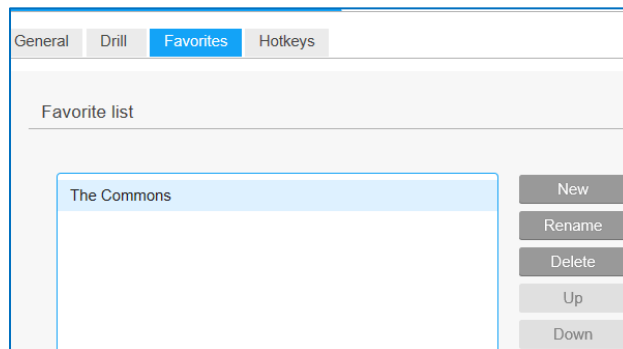 General Drill Favorites Hotkeys
Favorite list
The Commons
New
Rename
Delete
Up
Down